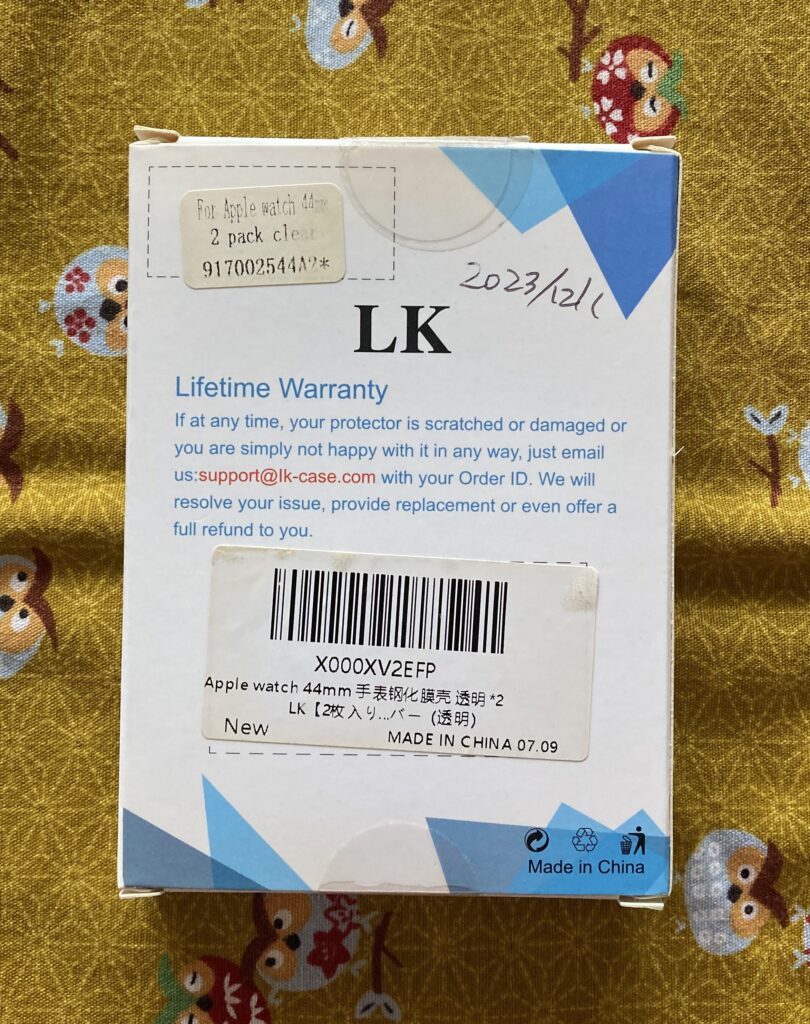 For Apple watch 44mm
2 pack clear
917002544A2*
2023/12/1
LK
Lifetime Warranty
If at any time, your protector is scratched or damaged or
you are simply not happy with it in any way, just email
us:support@lk-case.com with your Order ID. We will
resolve your issue, provide replacement or even offer a
full refund to you.
X000XV2EFP
Apple watch 44mm 手表钢化膜壳 透明 *2
LK【2枚入り...バー (透明)
New
MADE IN CHINA 07.09
Made in China